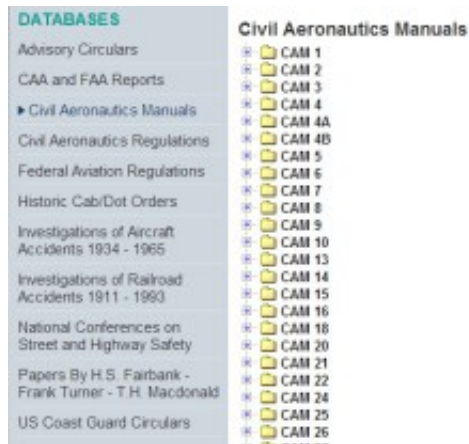 DATABASES
Advisory Circulars
CAA and FAA Reports
Civil Aeronautics Manuals
Civil Aeronautics Regulations
Federal Aviation Regulations
Historic Cab/Dot Orders
Investigations of Aircraft
Accidents 1934 - 1965
Investigations of Railroad
Accidents 1911 - 1993
National Conferences on
Street and Highway Safety
Papers By H.S. Fairbank -
Frank Turner - T.H. Macdonald
US Coast Guard Circulars
Civil Aeronautics Manuals
CAM 1
CAM 2
CAM 3
CAM 4
CAM 4A
CAM 4B
CAM 5
CAM 6
CAM 7
CAM 8
CAM 9
CAM 10
CAM 13
CAM 14
CAM 15
CAM 16
CAM 18
CAM 20
CAM 21
CAM 22
CAM 24
CAM 25
CAM 26